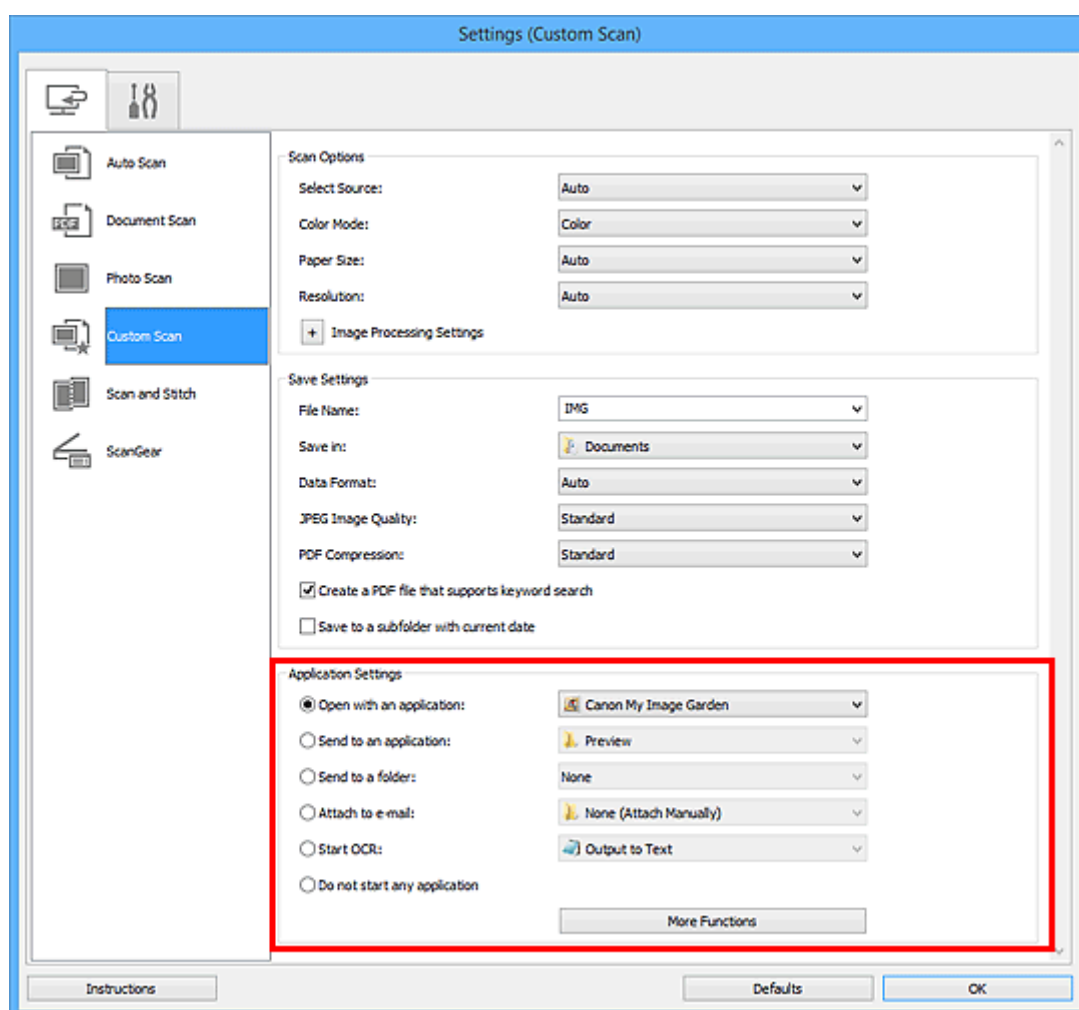 Settings (Custom Scan)
Auto Scan
Document Scan
Photo Scan
Custom Scan
Scan and Stitch
ScanGear
Scan Options
Select Source: Auto
Color Mode: Color
Paper Size: Auto
Resolution: Auto
+ Image Processing Settings
Save Settings
File Name: IMG
Save in: Documents
Data Format: Auto
JPEG Image Quality: Standard
PDF Compression: Standard
Create a PDF file that supports keyword search
Save to a subfolder with current date
Application Settings
Open with an application: Canon My Image Garden
Send to an application: Preview
Send to a folder: None
Attach to e-mail: None (Attach Manually)
Start OCR: Output to Text
Do not start any application
More Functions
Instructions Defaults OK